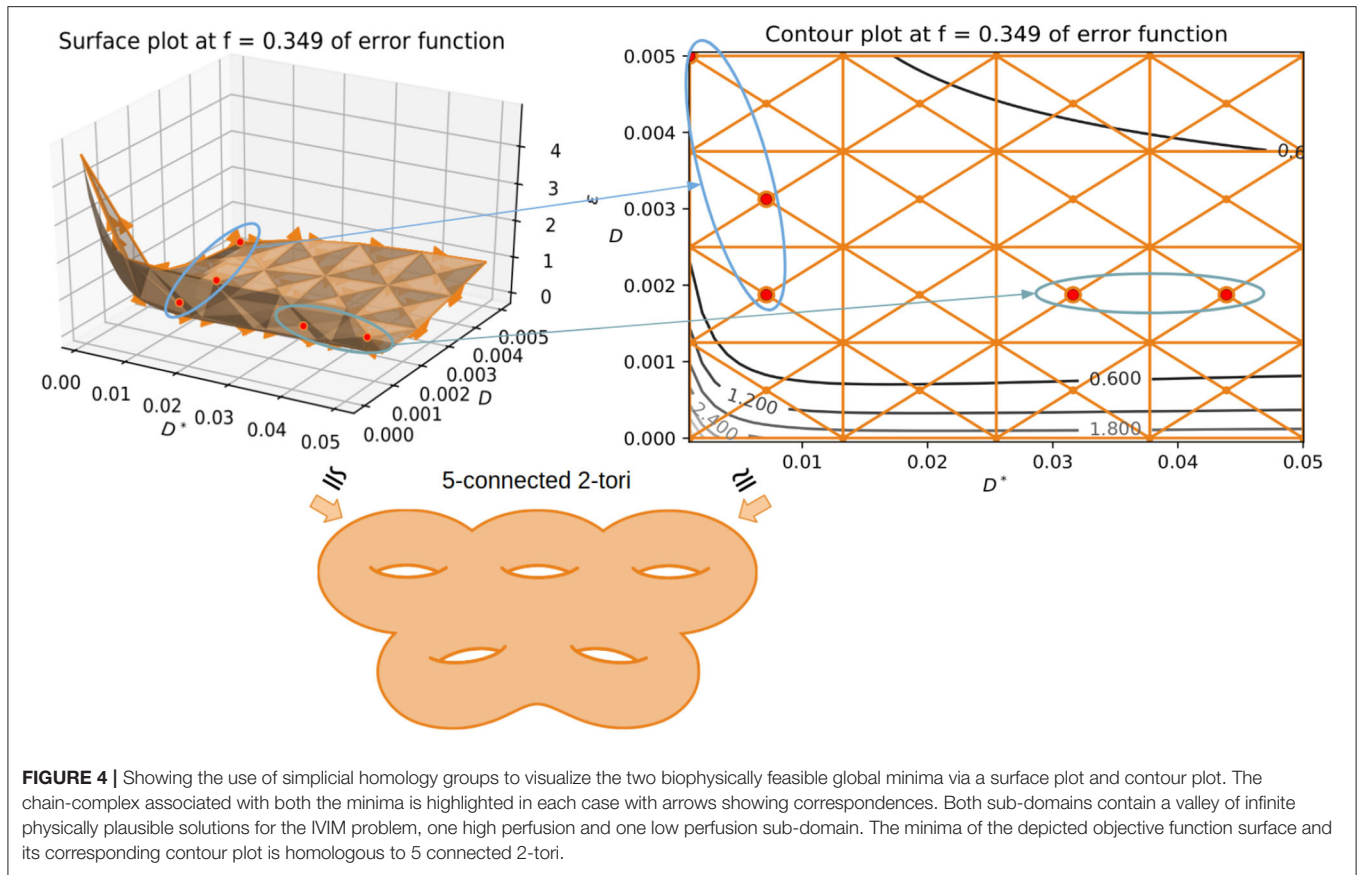 Surface plot at f = 0.349 of error function
4
3
2
1
0
ε
0.005
0.004
0.003
0.002
0.001
0.000
D
0.00
0.01
0.02
0.03
0.04
0.05
D*
Contour plot at f = 0.349 of error function
0.005
0.004
0.003
0.002
0.001
0.000
D
0.6
0.600
1.200
1.800
2.400
0.01
0.02
0.03
0.04
0.05
D*
≅
5-connected 2-tori
≅
FIGURE 4 | Showing the use of simplicial homology groups to visualize the two biophysically feasible global minima via a surface plot and contour plot. The
chain-complex associated with both the minima is highlighted in each case with arrows showing correspondences. Both sub-domains contain a valley of infinite
physically plausible solutions for the IVIM problem, one high perfusion and one low perfusion sub-domain. The minima of the depicted objective function surface and
its corresponding contour plot is homologous to 5 connected 2-tori.